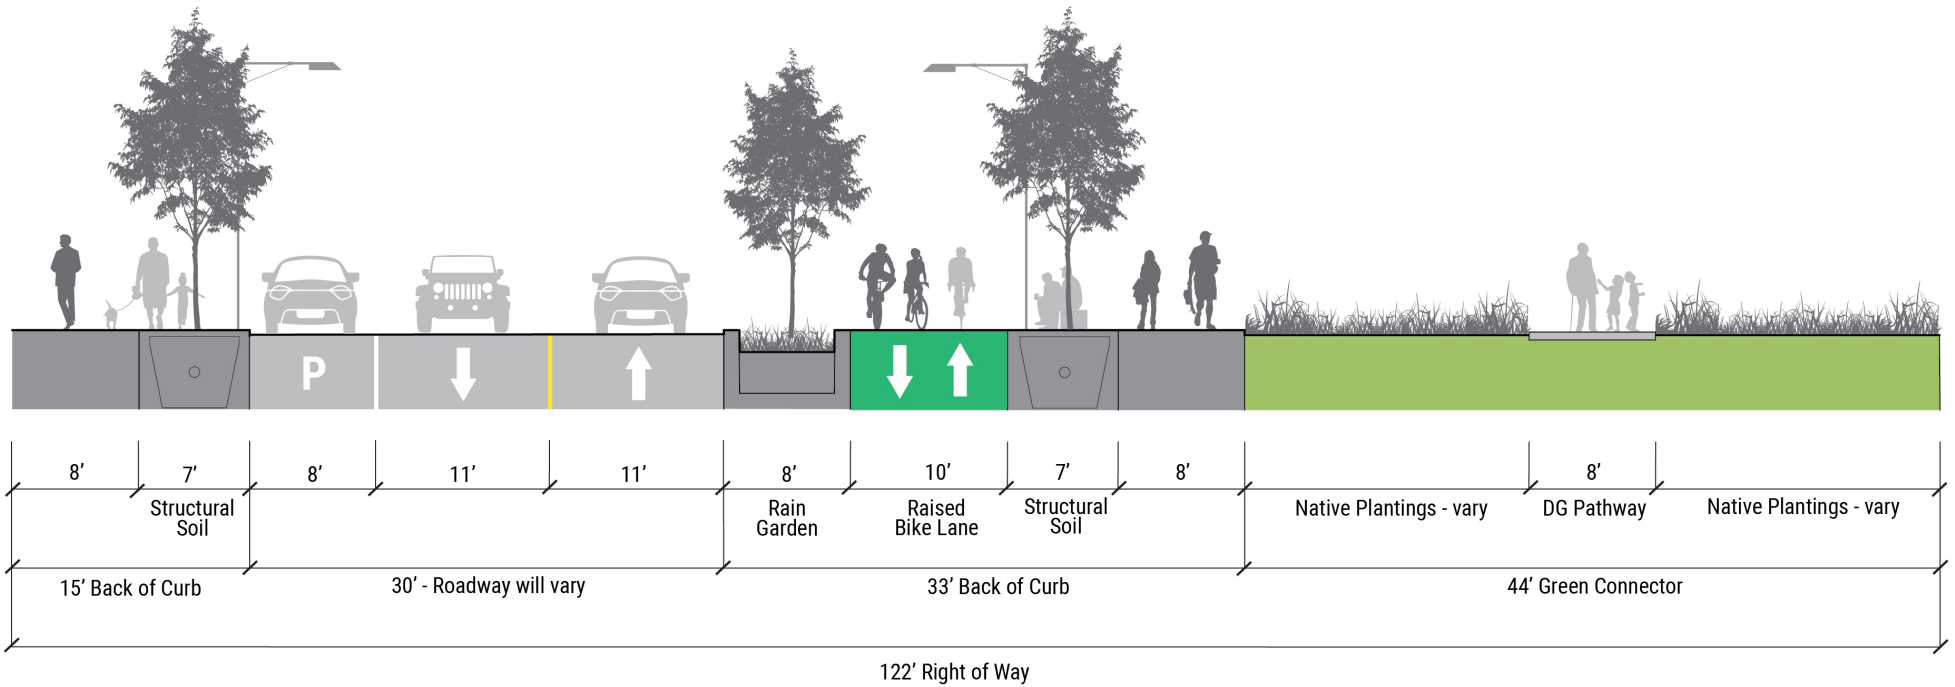 P
8’
7’
8’
11’
11’
8’
10’
7’
8’
8’
Structural
Soil
Rain
Garden
Raised
Bike Lane
Structural
Soil
Native Plantings - vary
DG Pathway
Native Plantings - vary
15’ Back of Curb
30’ - Roadway will vary
33’ Back of Curb
44’ Green Connector
122’ Right of Way